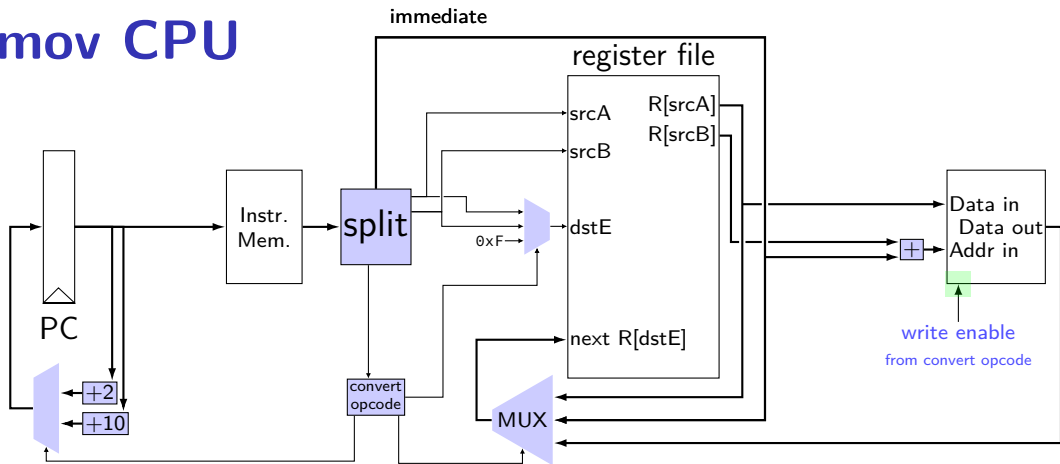 immediate
mov CPU
register file
srcA
R[srcA]
R[srcB]
srcB
Instr.
Mem.
split
0xF
dstE
Data in
Data out
Addr in
+
PC
next R[dstE]
write enable
from convert opcode
convert
opcode
+2
+10
MUX